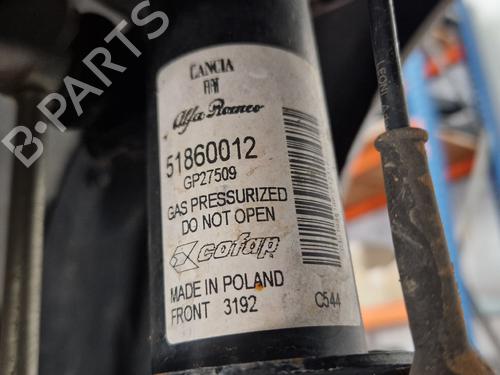 LANCIA
FIAT
Alfa Romeo
51860012
GP27509
GAS PRESSURIZED
DO NOT OPEN
cofap
MADE IN POLAND
FRONT 3192
C544
LEONI
B-PARTS